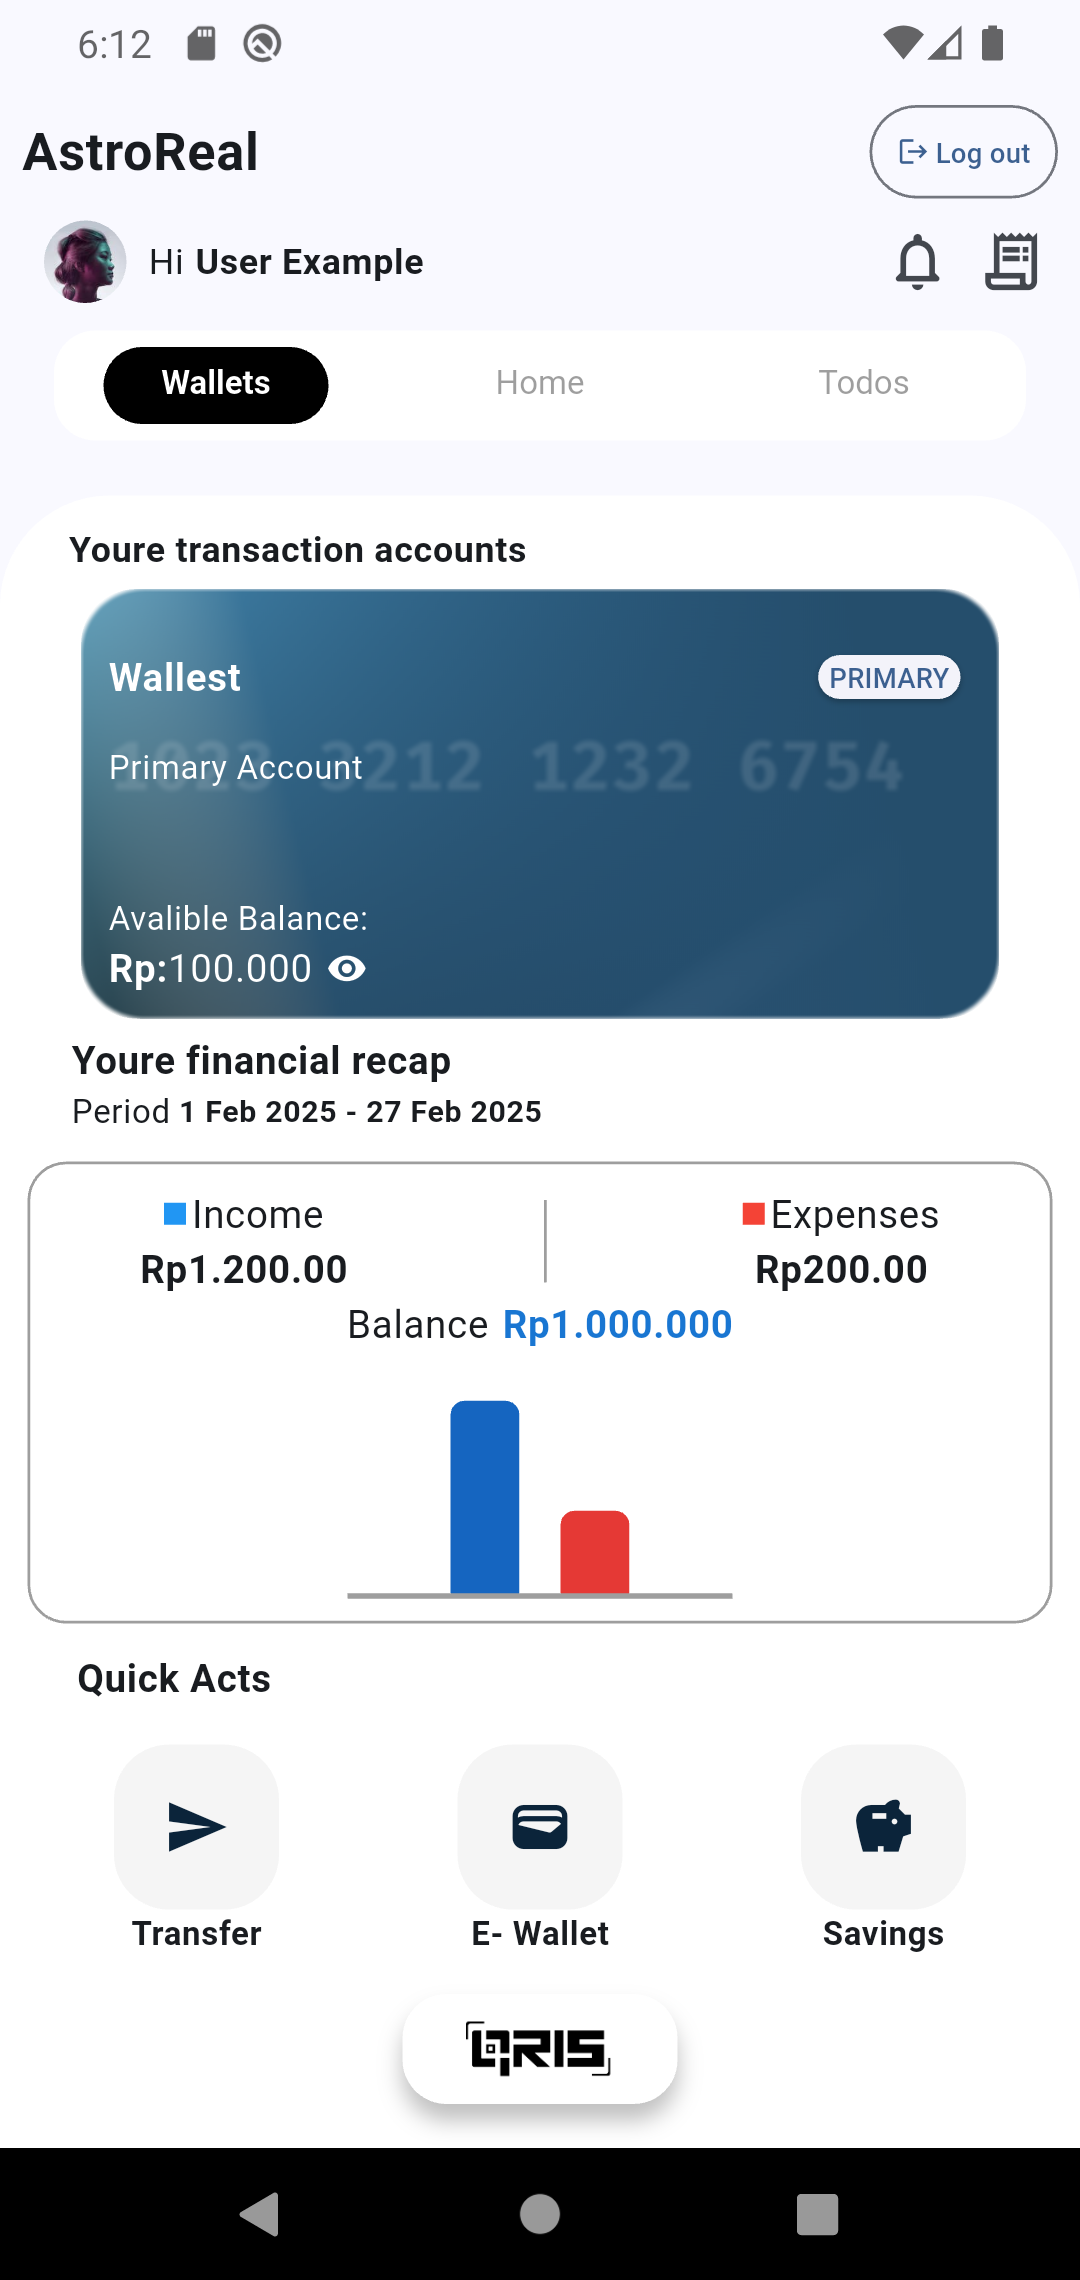 6:12
AstroReal
Log out
Hi User Example
Wallets Home Todos
Youre transaction accounts
Wallest
PRIMARY
1023 3212 1232 6754
Primary Account
Avalible Balance:
Rp:100.000
Youre financial recap
Period 1 Feb 2025 - 27 Feb 2025
Income Expenses
Rp1.200.00 Rp200.00
Balance Rp1.000.000
Quick Acts
Transfer E- Wallet Savings
QRIS